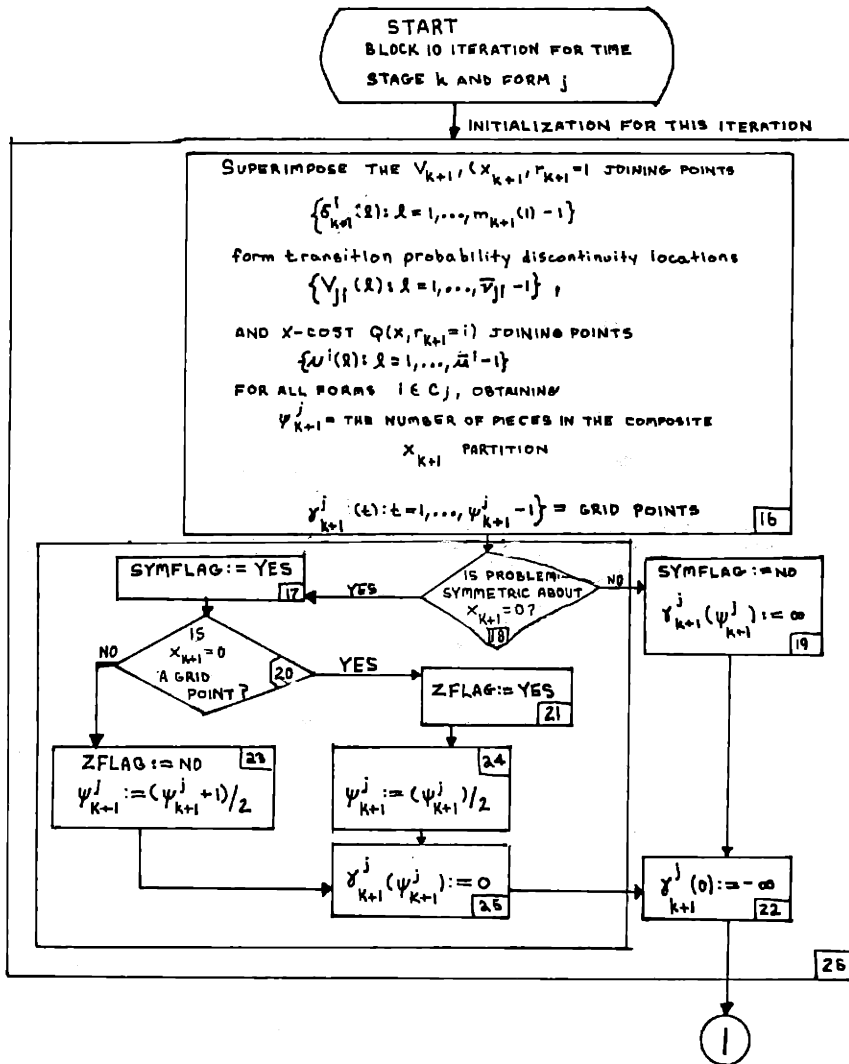 START
BLOCK 10 ITERATION FOR TIME
STAGE k AND FORM j
INITIALIZATION FOR THIS ITERATION
SUPERIMPOSE THE V_{k+1}, (x_{k+1}, r_{k+1}=1 JOINING POINTS
{δ^i_{k+1}(l): l = 1,..., m_{k+1}(i) - 1}
form transition probability discontinuity locations
{V_{ji}(l): l = 1,..., ν̄_{ji} - 1},
AND X-COST Q(x, r_{k+1}=i) JOINING POINTS
{μ^i(l): l = 1,..., μ̄^i - 1}
FOR ALL FORMS i ∈ C_j, OBTAINING
ψ^j_{k+1} = THE NUMBER OF PIECES IN THE COMPOSITE
x_{k+1} PARTITION
γ^j_{k+1}(t): t = 1,..., ψ^j_{k+1} - 1} = GRID POINTS
16
SYMFLAG := YES
17
YES
IS PROBLEM
SYMMETRIC ABOUT
x_{k+1} = 0?
18
NO
SYMFLAG := NO
γ^j_{k+1}(ψ^j_{k+1}) := ∞
19
NO
IS
x_{k+1} = 0
A GRID
POINT?
20
YES
ZFLAG := YES
21
ZFLAG := NO
23
ψ^j_{k+1} := (ψ^j_{k+1} + 1)/2
24
ψ^j_{k+1} := (ψ^j_{k+1})/2
γ^j_{k+1}(ψ^j_{k+1}) := 0
25
γ^j_{k+1}(0) := -∞
22
26
1